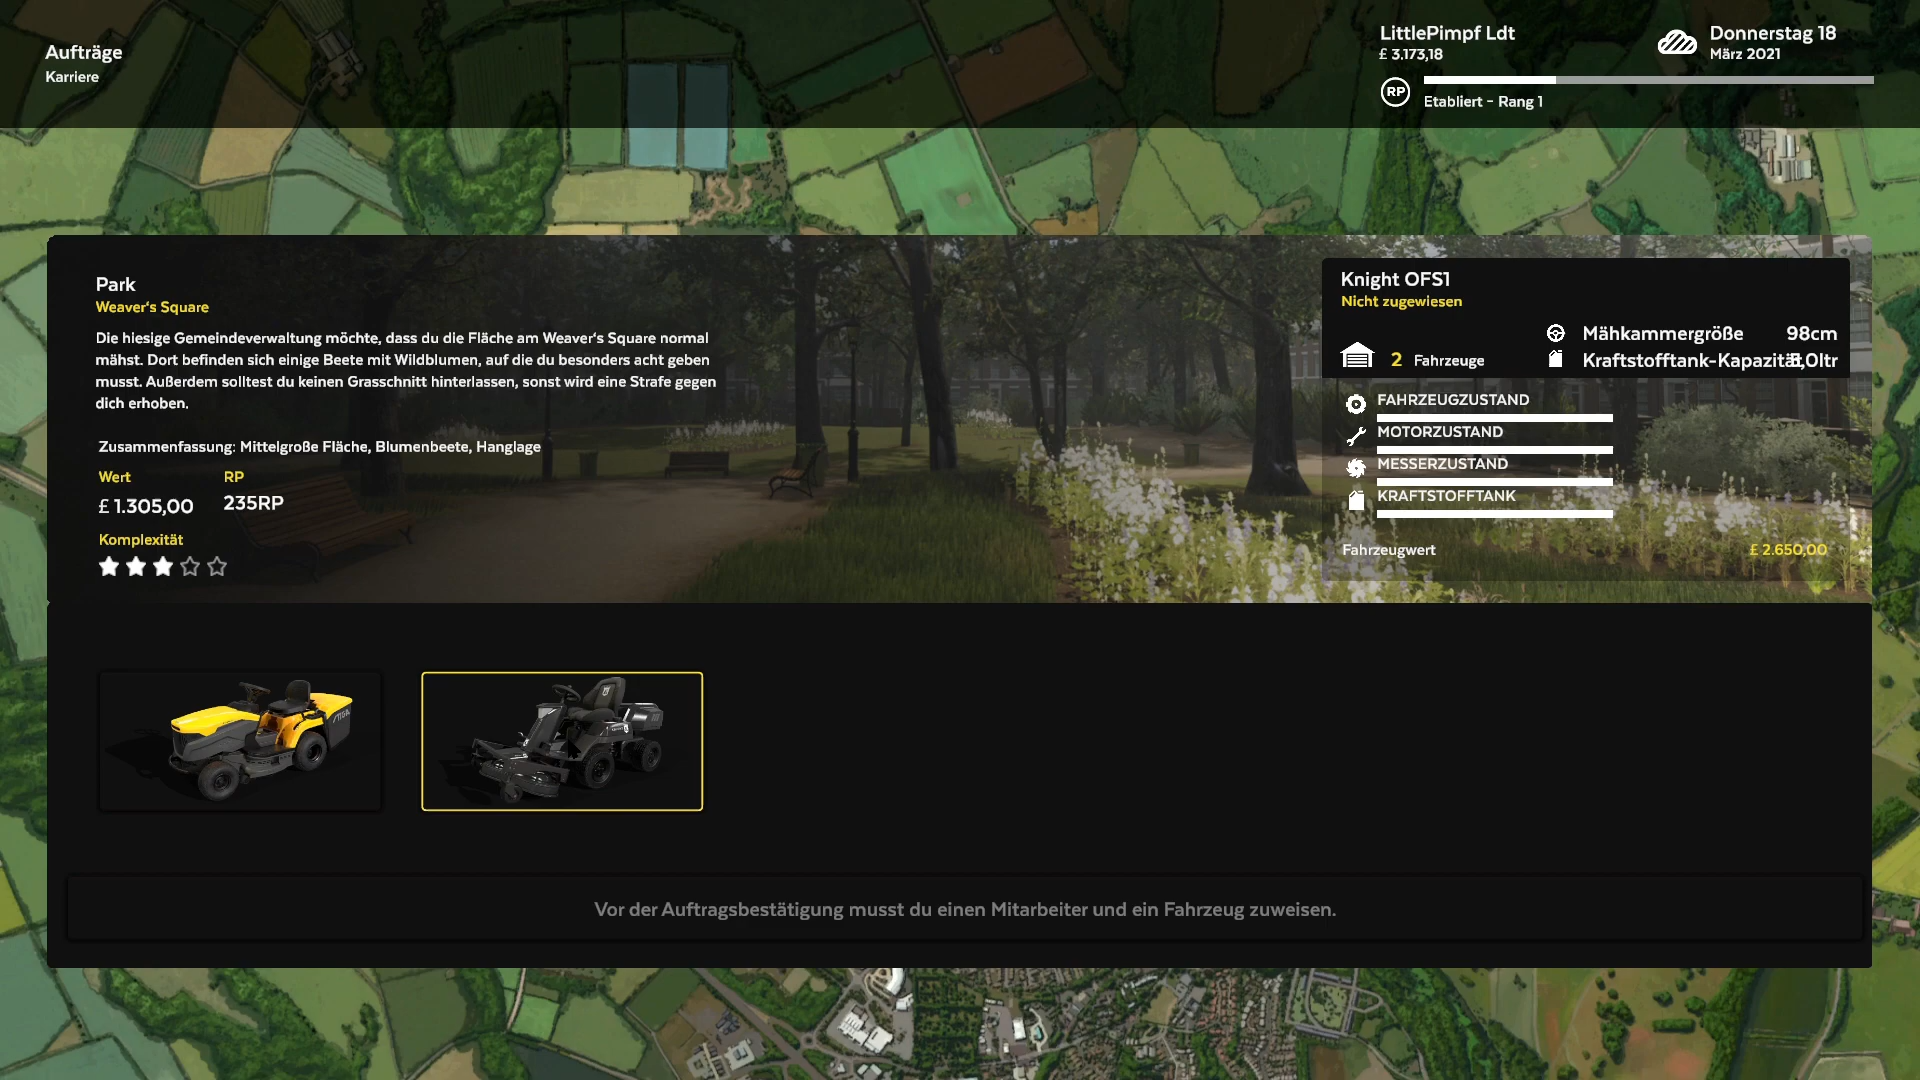 Aufträge
Karriere
LittlePimpf Ldt
£ 3.173,18
Donnerstag 18
März 2021
RP
Etabliert - Rang 1
Park
Weaver's Square
Die hiesige Gemeindeverwaltung möchte, dass du die Fläche am Weaver's Square normal
mähst. Dort befinden sich einige Beete mit Wildblumen, auf die du besonders acht geben
musst. Außerdem solltest du keinen Grasschnitt hinterlassen, sonst wird eine Strafe gegen
dich erhoben.
Zusammenfassung: Mittelgroße Fläche, Blumenbeete, Hanglage
Wert
RP
£ 1.305,00
235RP
Komplexität
Knight OFS1
Nicht zugewiesen
2 Fahrzeuge
Mähkammergröße 98cm
Kraftstofftank-Kapazität ,0ltr
FAHRZEUGZUSTAND
MOTORZUSTAND
MESSERZUSTAND
KRAFTSTOFFTANK
Fahrzeugwert £ 2.650,00
STIGA
Vor der Auftragsbestätigung musst du einen Mitarbeiter und ein Fahrzeug zuweisen.